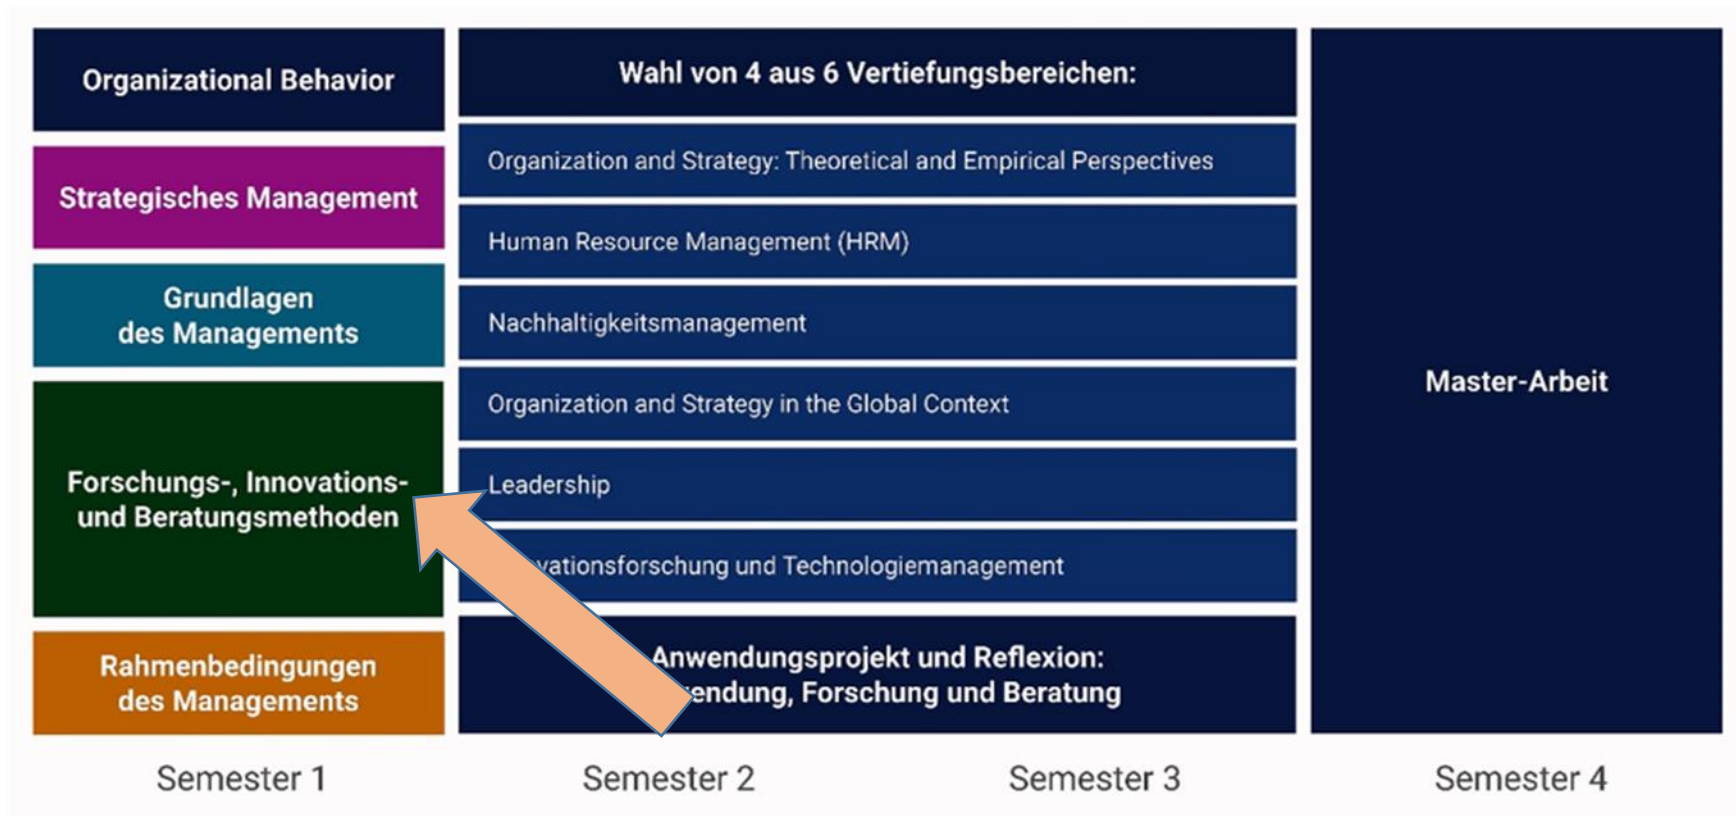 Organizational Behavior
Strategisches Management
Grundlagen
des Managements
Forschungs-, Innovations-
und Beratungsmethoden
Rahmenbedingungen
des Managements
Wahl von 4 aus 6 Vertiefungsbereichen:
Organization and Strategy: Theoretical and Empirical Perspectives
Human Resource Management (HRM)
Nachhaltigkeitsmanagement
Organization and Strategy in the Global Context
Leadership
und Technologiemanagement
Anwendungsprojekt und Reflexion:
Forschung und Beratung
Master-Arbeit
Semester 1
Semester 2
Semester 3
Semester 4